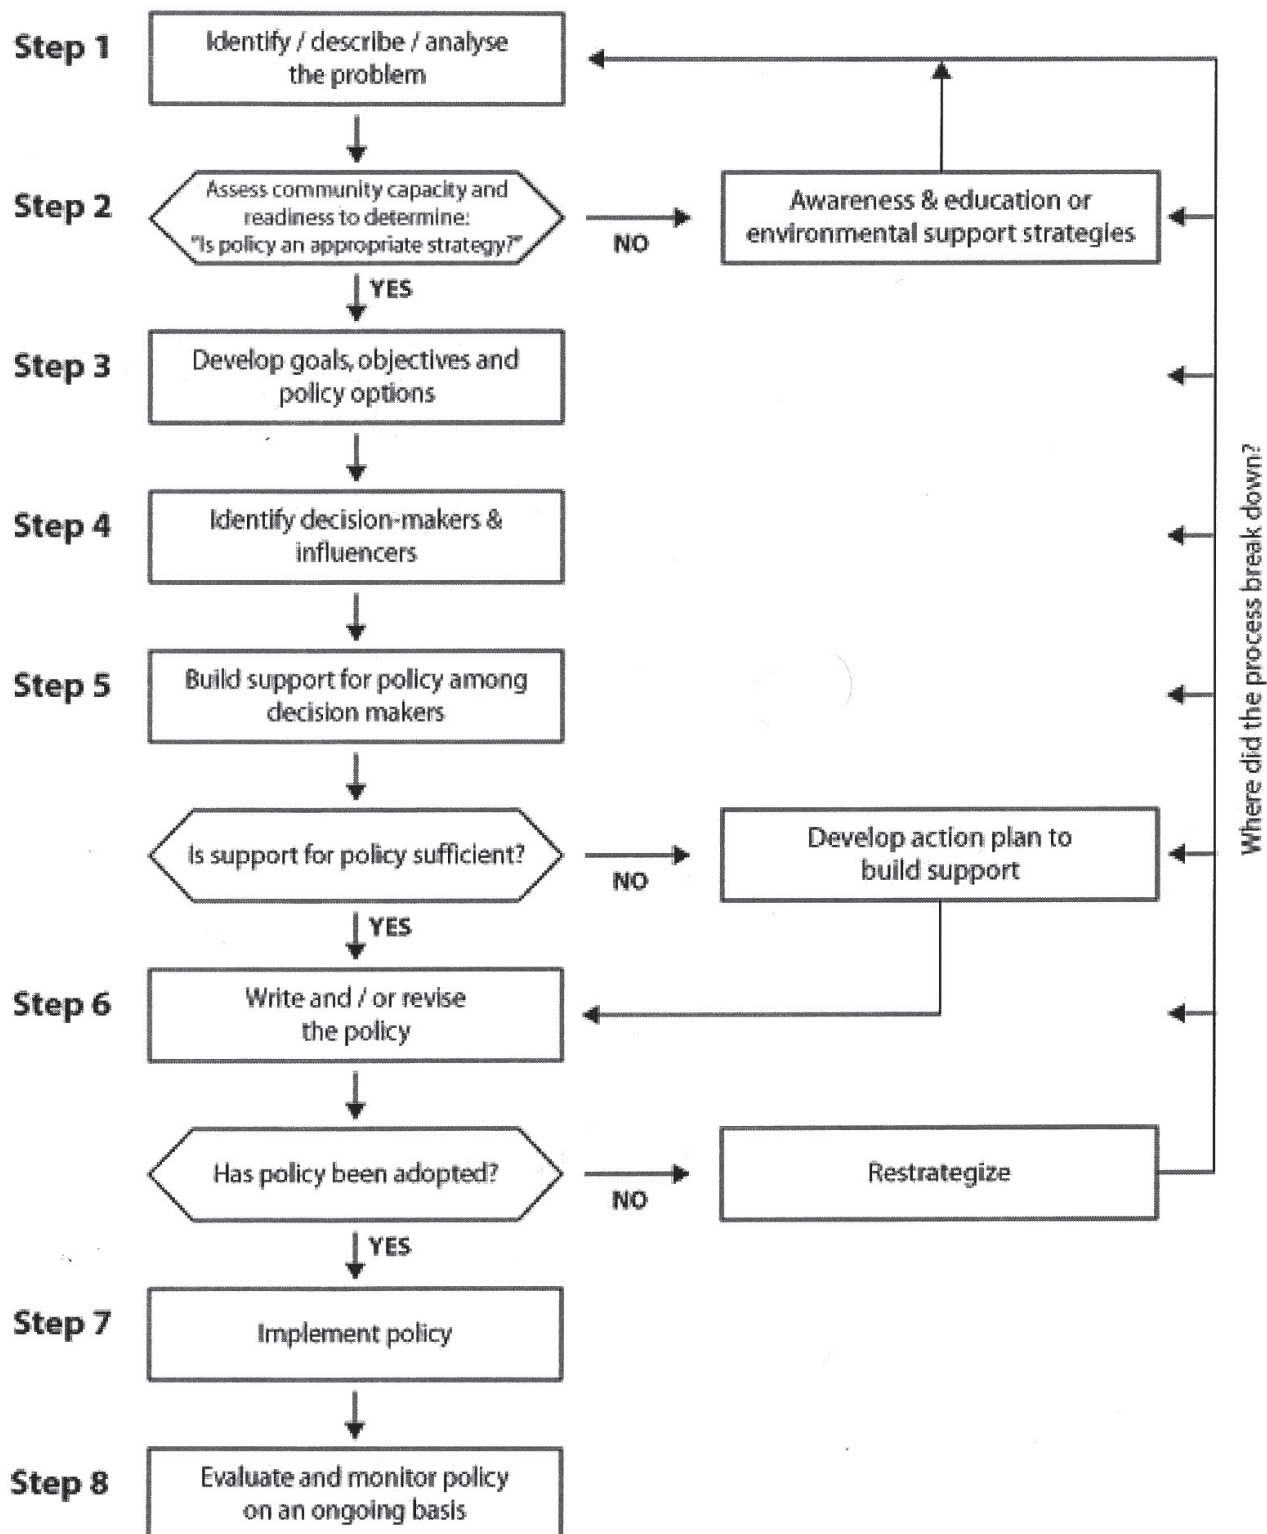 Step 1
Identify / describe / analyse
the problem
Step 2
Assess community capacity and
readiness to determine:
"Is policy an appropriate strategy?"
NO
Awareness & education or
environmental support strategies
YES
Step 3
Develop goals, objectives and
policy options
Step 4
Identify decision-makers &
influencers
Step 5
Build support for policy among
decision makers
Is support for policy sufficient?
NO
Develop action plan to
build support
YES
Step 6
Write and / or revise
the policy
Has policy been adopted?
NO
Restrategize
YES
Step 7
Implement policy
Step 8
Evaluate and monitor policy
on an ongoing basis
Where did the process break down?